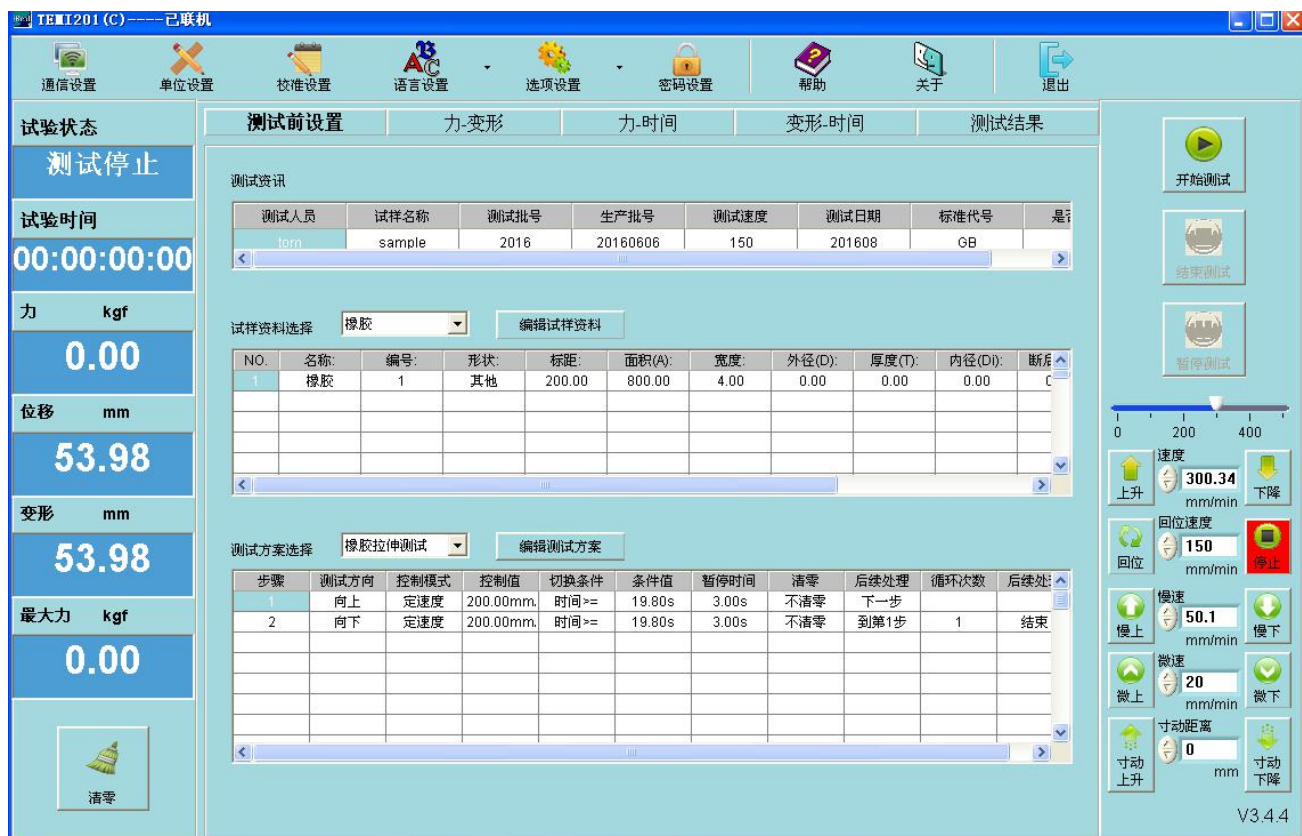 TEMI201(C)----已联机
通信设置 单位设置 校准设置 语言设置 选项设置 密码设置 帮助 关于 退出
试验状态
测试停止
试验时间
00:00:00:00
力 kgf
0.00
位移 mm
53.98
变形 mm
53.98
最大力 kgf
0.00
清零
测试前设置 力-变形 力-时间 变形-时间 测试结果
测试资讯
测试人员 试样名称 测试批号 生产批号 测试速度 测试日期 标准代号
torn sample 2016 20160606 150 201608 GB
试样资料选择 橡胶 编辑试样资料
NO. 名称: 编号: 形状: 标距: 面积(A): 宽度: 外径(D): 厚度(T): 内径(Di): 断后
1 橡胶 1 其他 200.00 800.00 4.00 0.00 0.00 0.00
测试方案选择 橡胶拉伸测试 编辑测试方案
步骤 测试方向 控制模式 控制值 切换条件 条件值 暂停时间 清零 后续处理 循环次数 后续处
1 向上 定速度 200.00mm. 时间>= 19.80s 3.00s 不清零 下一步
2 向下 定速度 200.00mm. 时间>= 19.80s 3.00s 不清零 到第1步 1 结束
开始测试
结束测试
暂停测试
0 200 400
速度
上升 300.34 下降
mm/min
回位速度
回位 150 停止
mm/min
慢速
慢上 50.1 慢下
mm/min
微速
微上 20 微下
mm/min
寸动距离
0
寸动上升 mm 寸动下降
V3.4.4